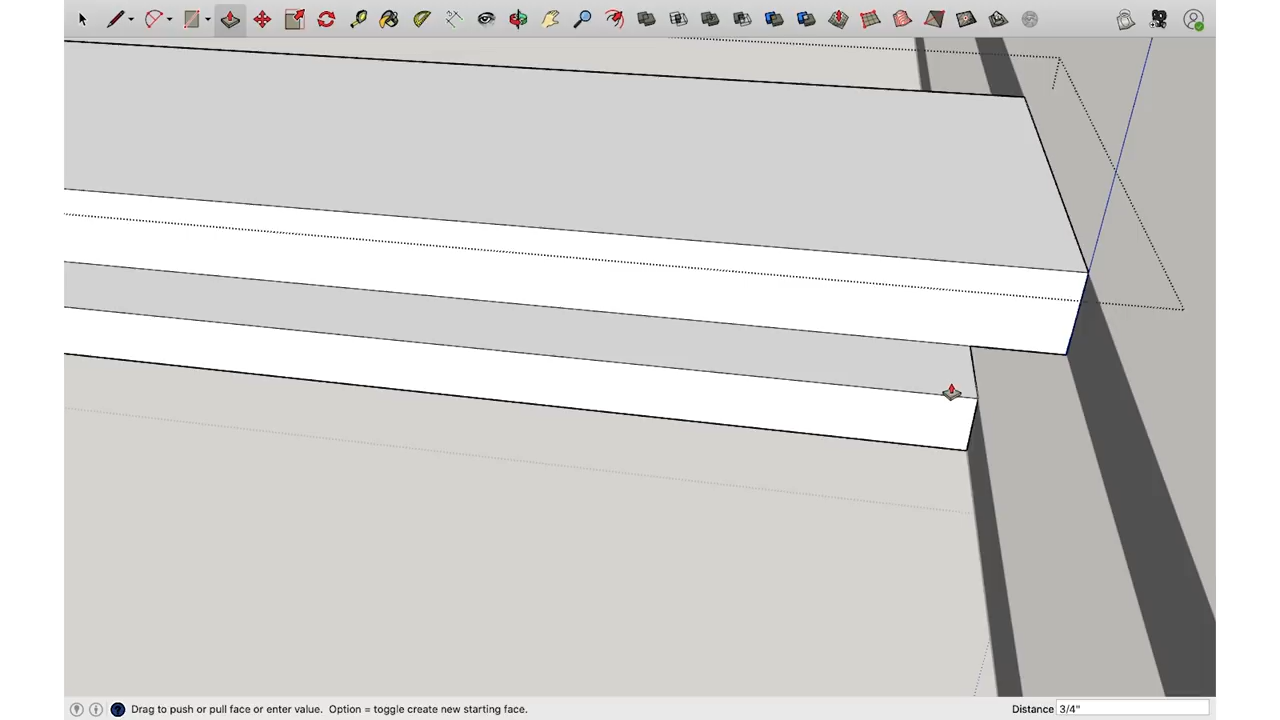 Drag to push or pull face or enter value. Option = toggle create new starting face.
Distance 3/4"